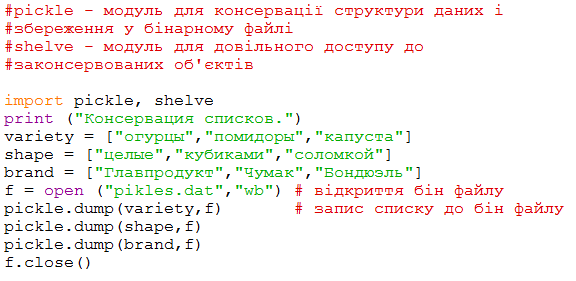 #pickle - модуль для консервації структури даних і
#збереження у бінарному файлі
#shelve - модуль для довільного доступу до
#законсервованих об'єктів
import pickle, shelve
print ("Консервация списков.")
variety = ["огурцы","помидоры","капуста"]
shape = ["целые","кубиками","соломкой"]
brand = ["Главпродукт","Чумак","Вондюэль"]
f = open ("pikles.dat","wb") # відкриття бін файлу
pickle.dump(variety,f) # запис списку до бін файлу
pickle.dump(shape,f)
pickle.dump(brand,f)
f.close()